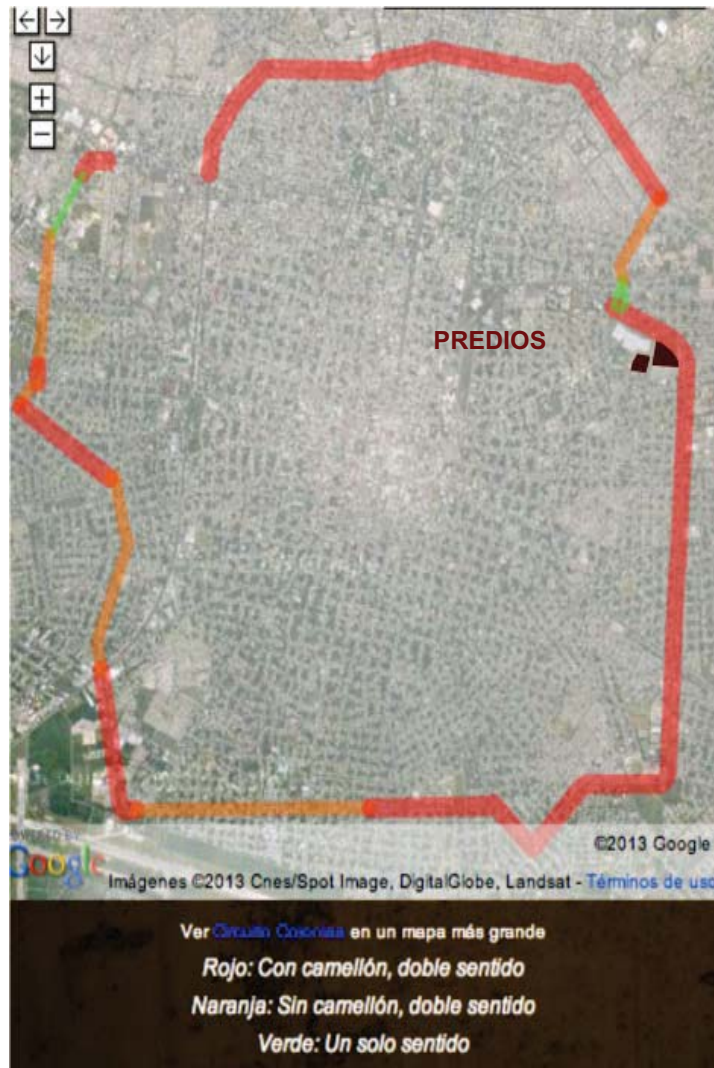 PREDIOS
©2013 Google
Google
Imágenes ©2013 Cnes/Spot Image, DigitalGlobe, Landsat - Términos de uso
Ver Circuito Colonias en un mapa más grande
Rojo: Con camellón, doble sentido
Naranja: Sin camellón, doble sentido
Verde: Un solo sentido